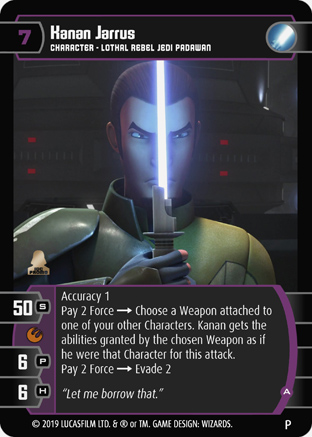 7
Kanan Jarrus
CHARACTER - LOTHAL REBEL JEDI PADAWAN
50 S
6 P
6 H
Accuracy 1
Pay 2 Force → Choose a Weapon attached to
one of your other Characters. Kanan gets the
abilities granted by the chosen Weapon as if
he were that Character for this attack.
Pay 2 Force → Evade 2
"Let me borrow that."
A
© 2019 LUCASFILM LTD. & ® or TM. GAME DESIGN: WIZARDS.
P